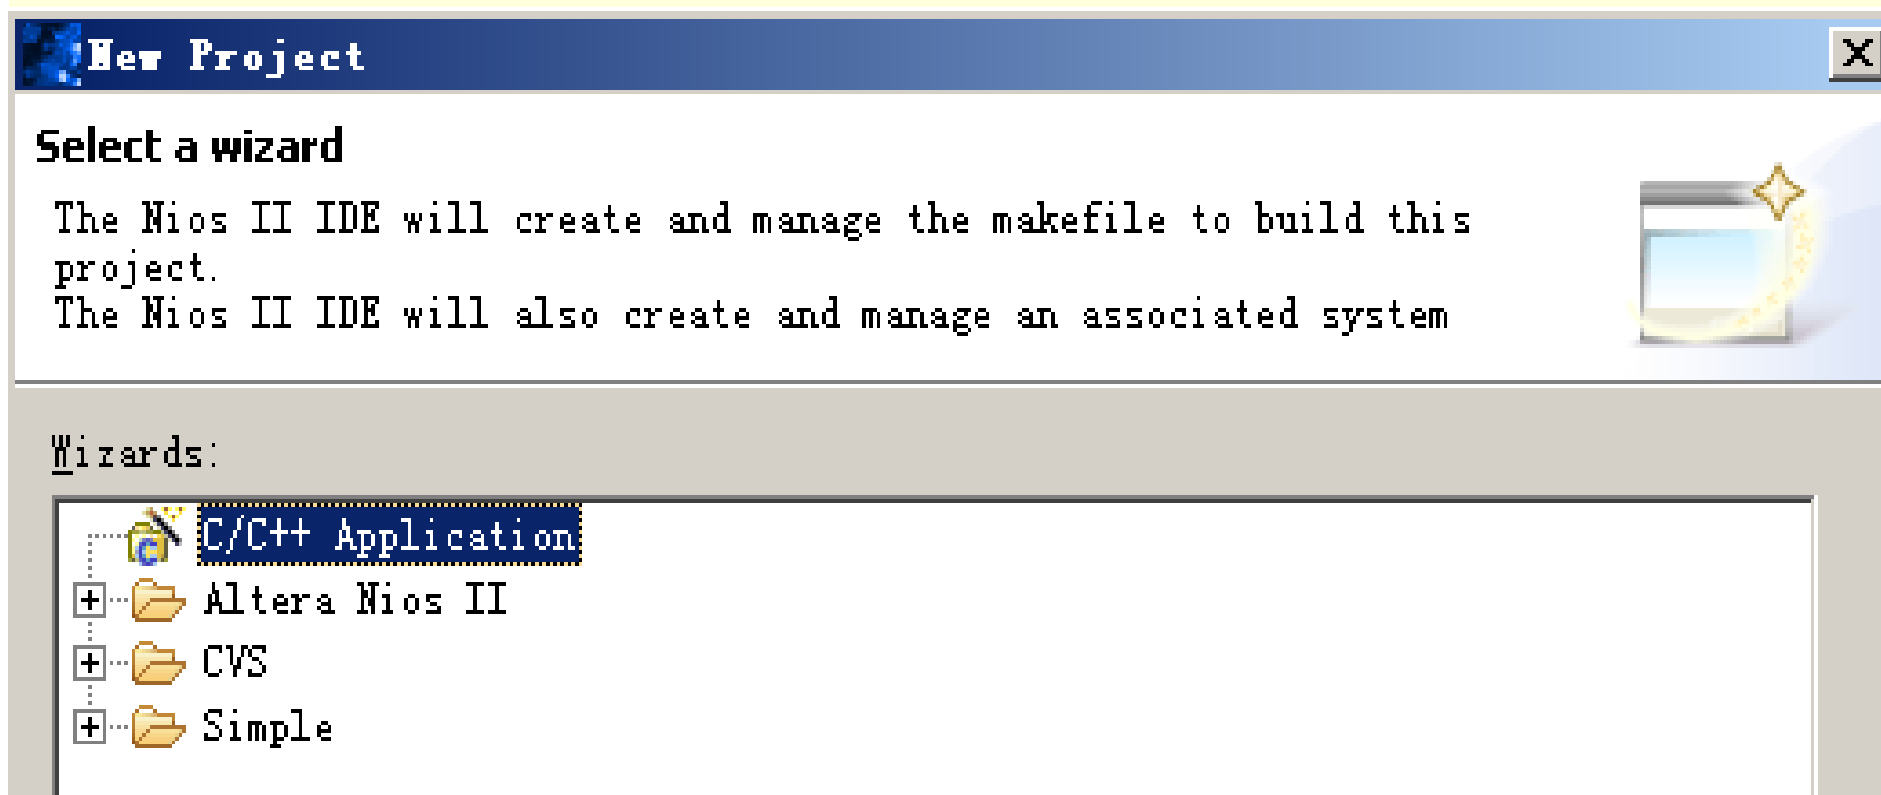 New Project
Select a wizard
The Nios II IDE will create and manage the makefile to build this
project.
The Nios II IDE will also create and manage an associated system
Wizards:
C/C++ Application
Altera Nios II
CVS
Simple